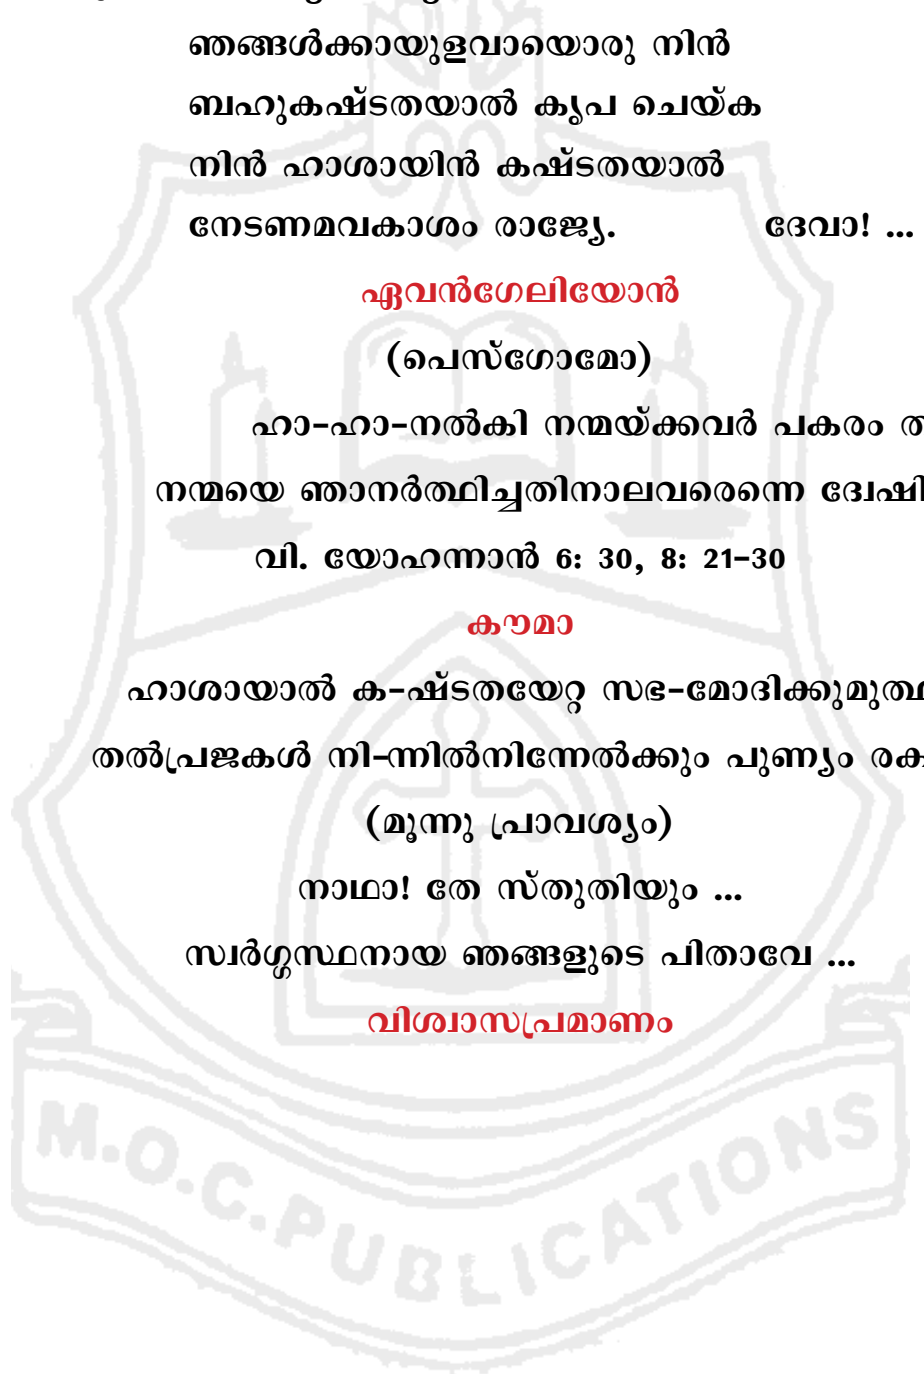 ഞങ്ങൾക്കായുളവായൊരു നിൻ
ബഹുകഷ്ടതയാൽ കൃപ ചെയ്ക
നിൻ ഹാശായിൻ കഷ്ടതയാൽ
നേടണമവകാശം രാജ്യേ. ദേവാ! ...
ഏവൻഗേലിയോൻ
(പെസ്ഗോമോ)
ഹാ-ഹാ-നൽകി നന്മയ്ക്കവർ പകരം
നന്മയെ ഞാനർത്ഥിച്ചതിനാലവരെന്നെ
വി. യോഹന്നാൻ 6: 30, 8: 21-30
കൗമാ
ഹാശായാൽ ക-ഷ്ടതയേറ്റ
തൽപ്രജകൾ നി-ന്നിൽനിന്നേൽക്കും പുണ്യം
(മൂന്നു പ്രാവശ്യം)
നാഥാ! തേ സ്തുതിയും ...
സ്വർഗ്ഗസ്ഥനായ ഞങ്ങളുടെ പിതാവേ ...
വിശ്വാസപ്രമാണം
M.O.C. PUBLICATIONS